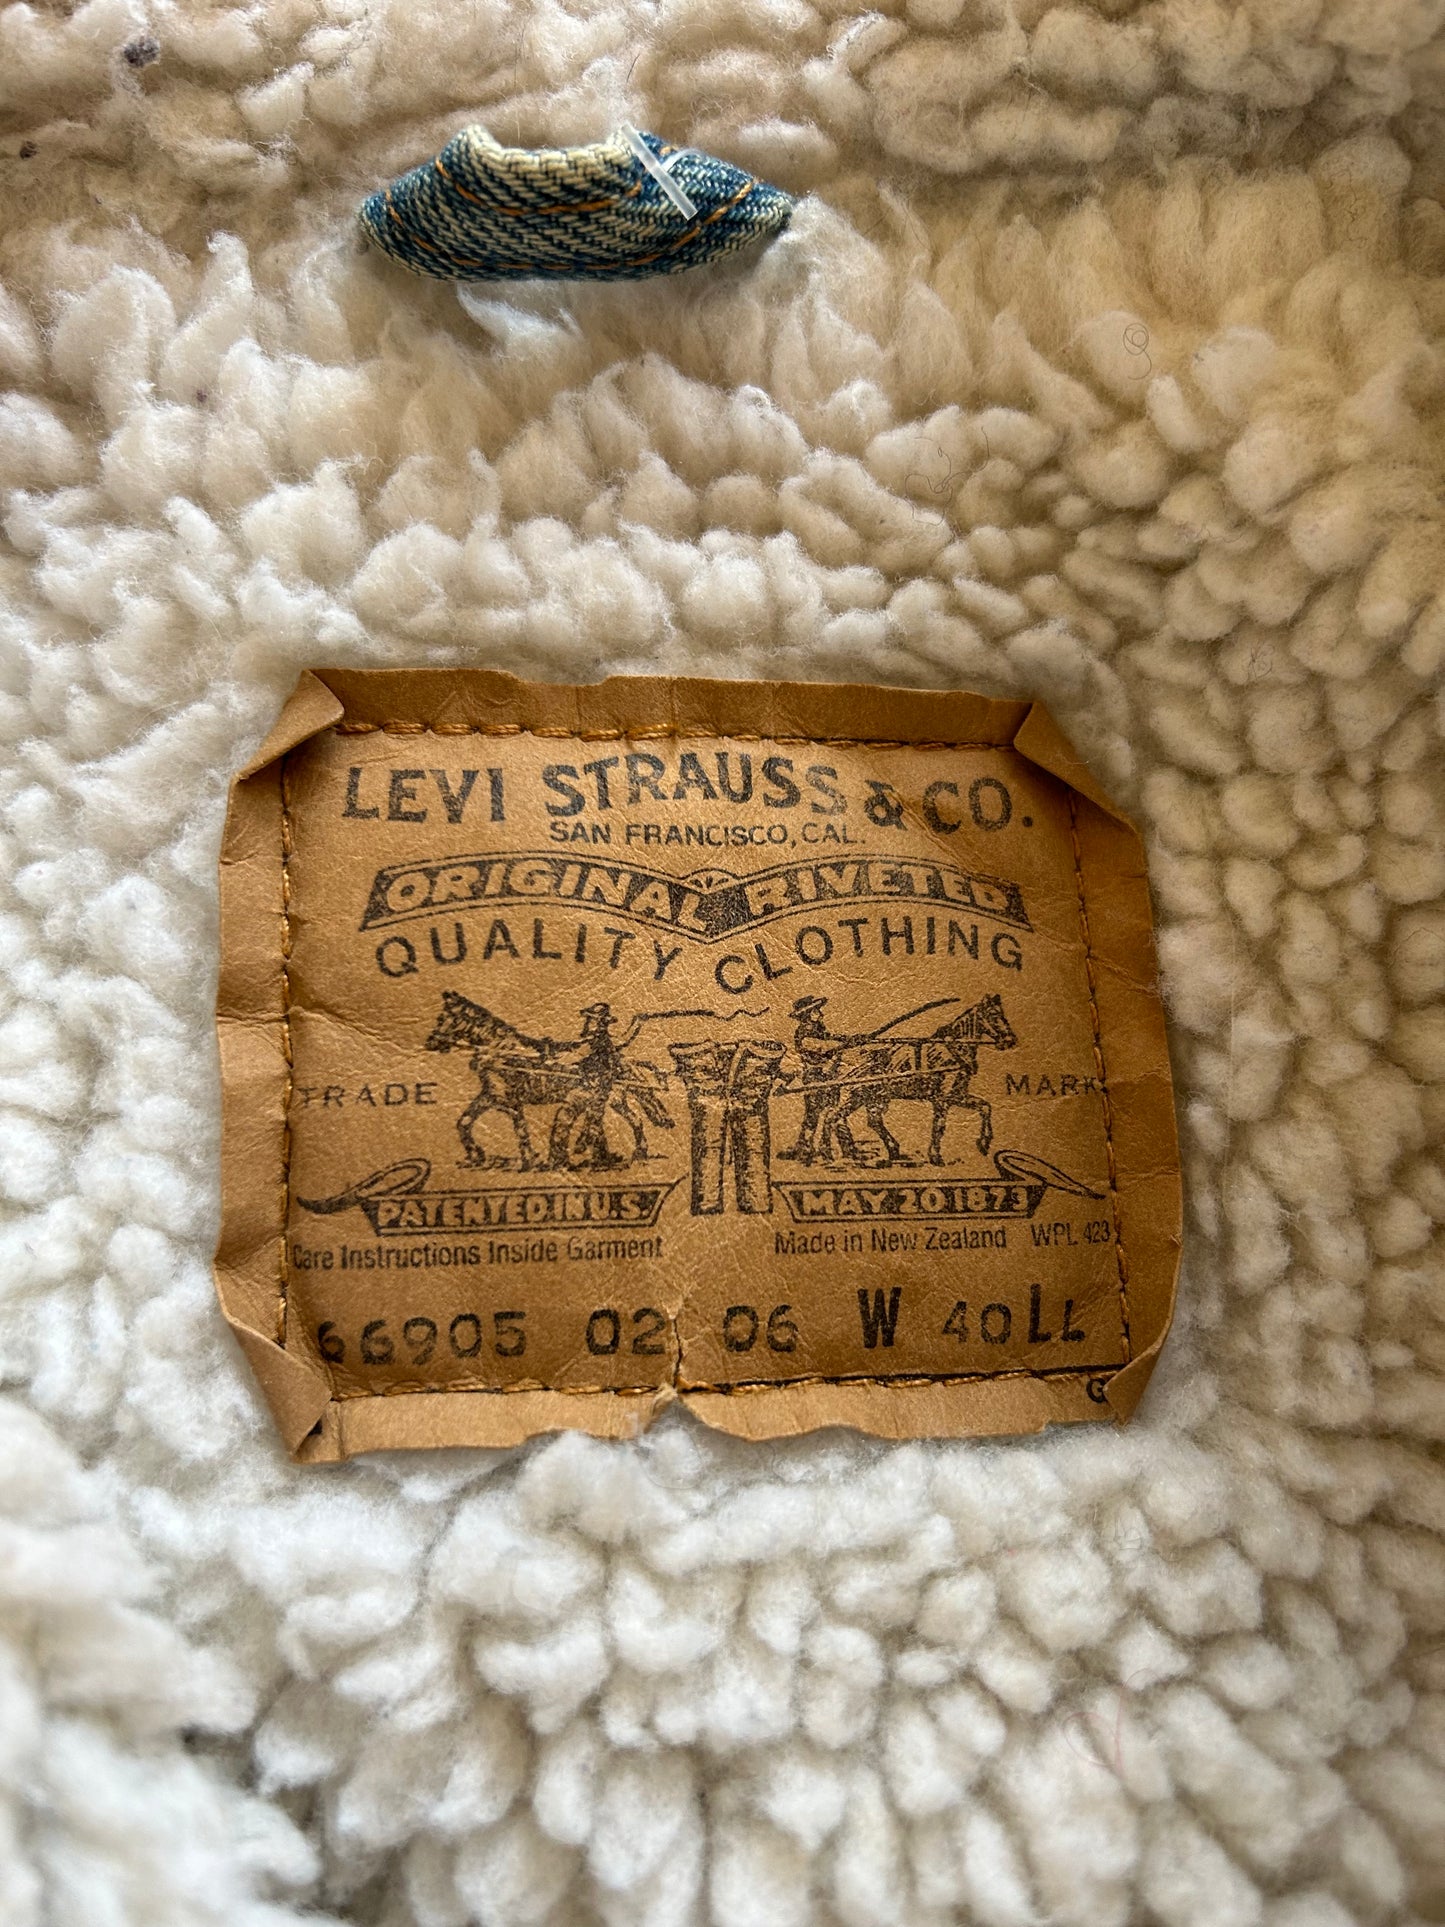 LEVI STRAUSS & CO.
SAN FRANCISCO, CAL.
ORIGINAL RIVETED
QUALITY CLOTHING
TRADE MARK
PATENTED IN U.S. MAY 20 1873
Care Instructions Inside Garment Made in New Zealand WPL 423
66905 02 06 W 40 LL
G